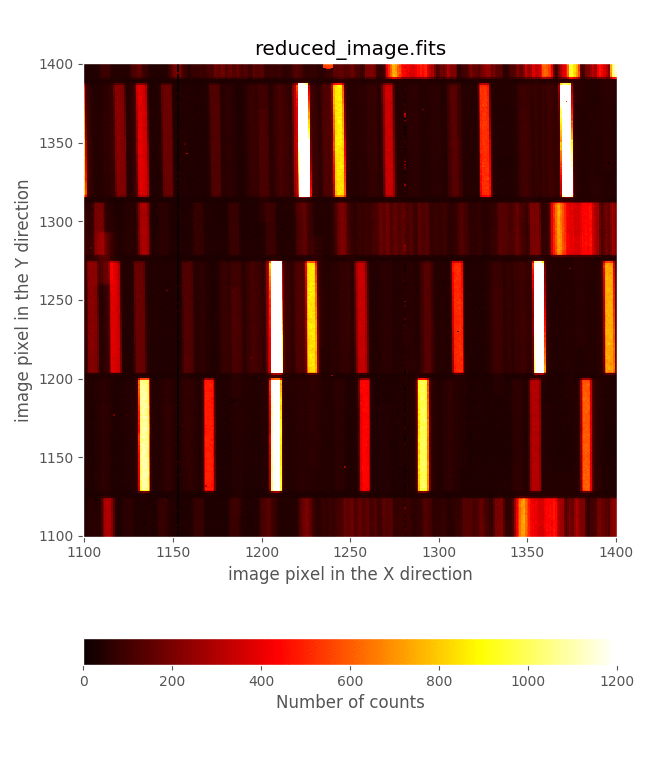 reduced_image.fits
1400
1350
1300
1250
1200
1150
1100
image pixel in the Y direction
1100 1150 1200 1250 1300 1350 1400
image pixel in the X direction
0 200 400 600 800 1000 1200
Number of counts